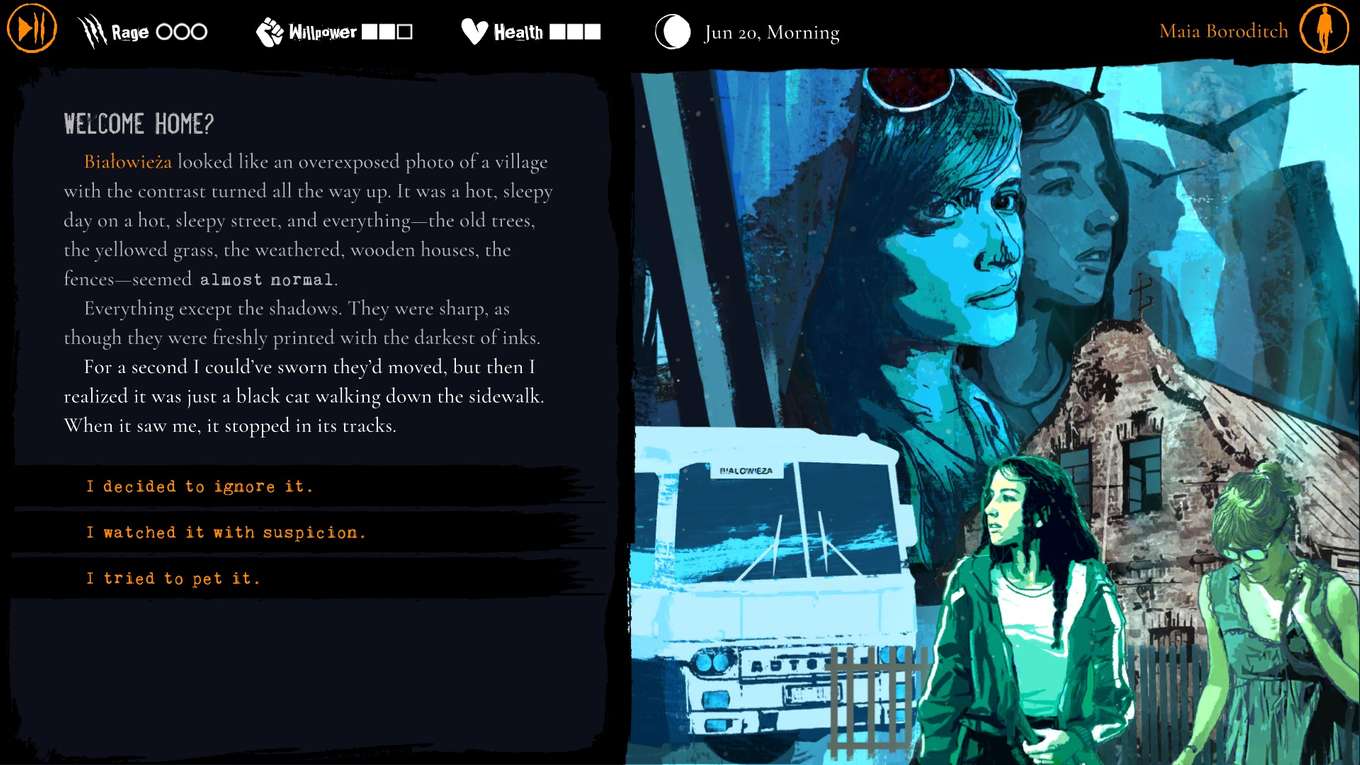 Rage
Willpower
Health
Jun 20, Morning
Maia Boroditch
WELCOME HOME?
Białowieża looked like an overexposed photo of a village
with the contrast turned all the way up. It was a hot, sleepy
day on a hot, sleepy street, and everything—the old trees,
the yellowed grass, the weathered, wooden houses, the
fences—seemed almost normal.
Everything except the shadows. They were sharp, as
though they were freshly printed with the darkest of inks.
For a second I could've sworn they'd moved, but then I
realized it was just a black cat walking down the sidewalk.
When it saw me, it stopped in its tracks.
I decided to ignore it.
I watched it with suspicion.
I tried to pet it.
BIAŁOWIEŻA